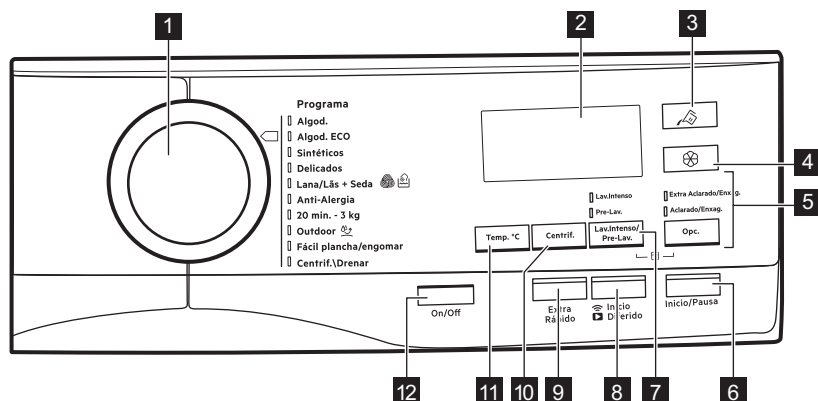 1
2
3
4
5
Programa
Algod.
Algod. ECO
Sintéticos
Delicados
Lana/Lãs + Seda
Anti-Alergia
20 min. - 3 kg
Outdoor
Fácil plancha/engomar
Centrif.\Drenar
Lav.Intenso
Pre-Lav.
Extra Aclarado/Enxag.
Aclarado/Enxag.
Temp. °C
Centrif.
Lav.Intenso/
Pre-Lav.
Opc.
On/Off
Extra
Rápido
Inicio
Diferido
Inicio/Pausa
12
11
10
9
8
7
6